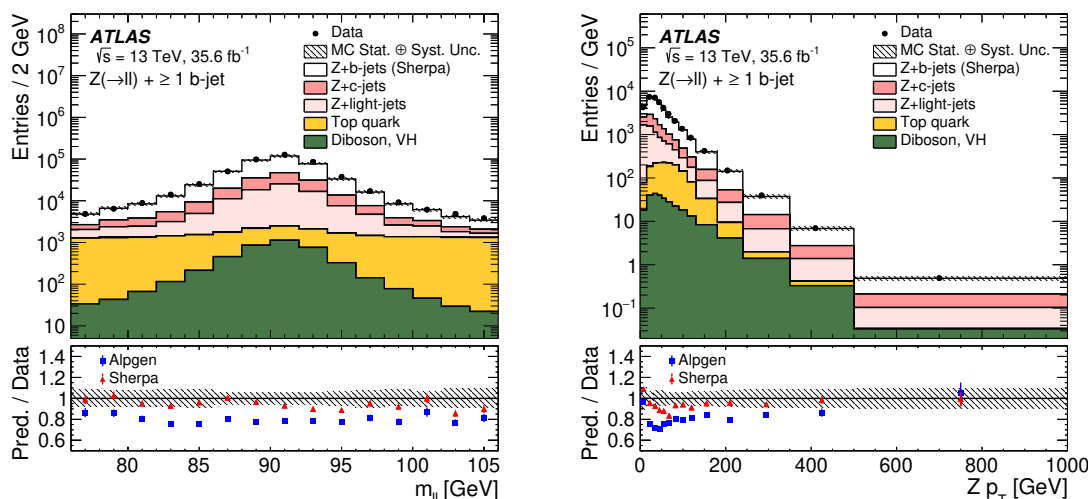 ATLAS
√s = 13 TeV, 35.6 fb⁻¹
Z(→ll) + ≥ 1 b-jet
Data
MC Stat. ⊕ Syst. Unc.
Z+b-jets (Sherpa)
Z+c-jets
Z+light-jets
Top quark
Diboson, VH
Entries / 2 GeV
10⁸
10⁷
10⁶
10⁵
10⁴
10³
10²
10
Alpgen
Sherpa
Pred. / Data
1.4
1.2
1.0
0.8
0.6
80 85 90 95 100 105
mₗₗ [GeV]
ATLAS
√s = 13 TeV, 35.6 fb⁻¹
Z(→ll) + ≥ 1 b-jet
Data
MC Stat. ⊕ Syst. Unc.
Z+b-jets (Sherpa)
Z+c-jets
Z+light-jets
Top quark
Diboson, VH
Entries/GeV
10⁵
10⁴
10³
10²
10
1
10⁻¹
Alpgen
Sherpa
Pred. / Data
1.4
1.2
1.0
0.8
0.6
0 200 400 600 800 1000
Z p_T [GeV]